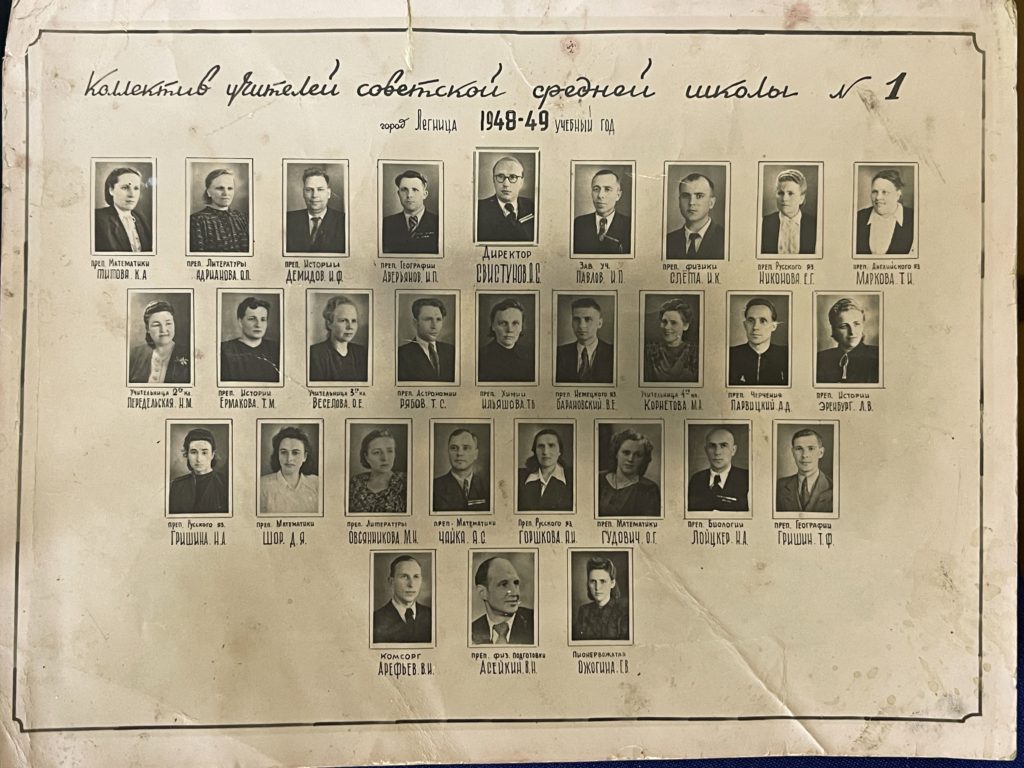 Коллектив учителей советской средней школы № 1
город Легница 1948-49 учебный год
преп. Математики преп. Литературы преп. Истории преп. Географии Директор Зав. уч. преп. физики преп. Русского яз. преп. Английского яз.
Титова. К.А Адрианова. О.П. Демидов. И.Ф. Аверьянов. И.П. Свистунов. А.С. Павлов. И.П. Слёта. И.К. Никонова. Е.Г. Маркова. Т.И.
Учительница 2го кл. преп. Истории Учительница 3го кл. преп. Астрономии преп. Химии преп. Немецкого яз. Учительница 1го кл. преп. Черчения преп. Истории
Передельская. Н.М. Ермакова. Т.М. Веселова. О.Е. Рябов. Т.С. Ильяшова. Т.Б Барановский. В.Е. Корнетова. М.А. Парвицкий. А.Д. Эренбург. Л.В.
преп. Русского яз. преп. Математики преп. Литературы преп. Математики преп. Русского яз. преп. Математики преп. Биологии преп. Географии
Гришина. Н.А. Шор. Д.Я. Овсянникова. М.Н. Чайка. А.С Горшкова. А.Н. Гудович. О.Г. Лойцкер. Н.А. Гришин. Т.Ф.
Комсорг преп. физ. подготовки Пионервожатая
Арефьев. В.И. Асейкин. В.Н. Ожогина. Е.В